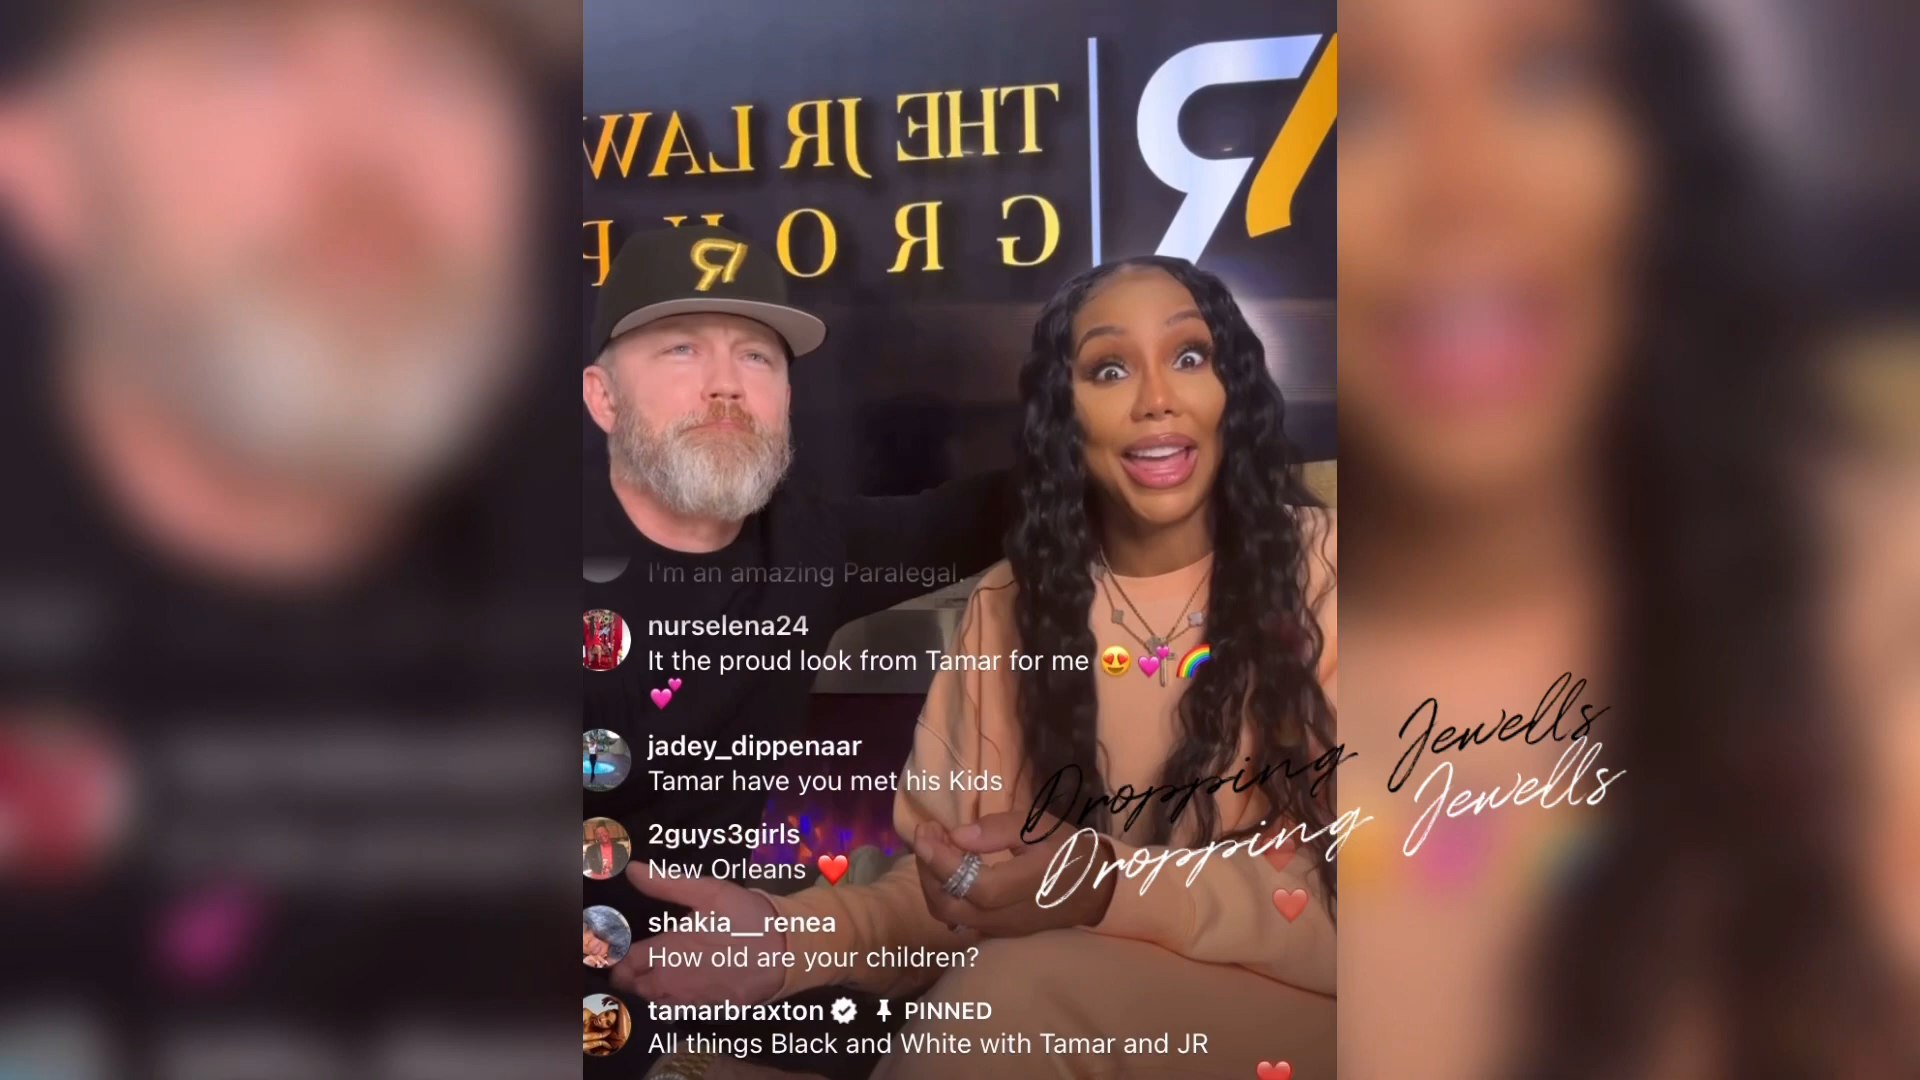 THE JR LAW
GROUP
I'm an amazing Paralegal.
nurselena24
It the proud look from Tamar for me 😍 💕 🌈
💕
jadey_dippenaar
Tamar have you met his Kids
2guys3girls
New Orleans ❤️
shakia__renea
How old are your children?
tamarbraxton PINNED
All things Black and White with Tamar and JR
Dropping Jewells
Dropping Jewells